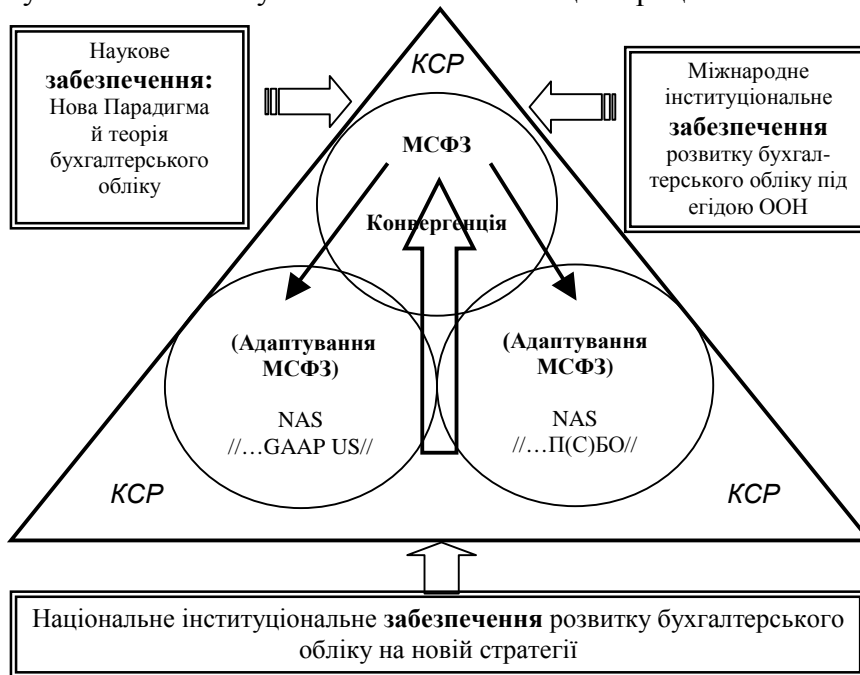 Наукове
забезпечення:
Нова Парадигма
й теорія
бухгалтерського
обліку
КСР
Міжнародне
інституціональне
забезпечення
розвитку бухгал-
терського обліку під
егідою ООН
МСФЗ
Конвергенція
(Адаптування
МСФЗ)
NAS
//…GAAP US//
(Адаптування
МСФЗ)
NAS
//…П(С)БО//
КСР
КСР
Національне інституціональне забезпечення розвитку бухгалтерського
обліку на новій стратегії